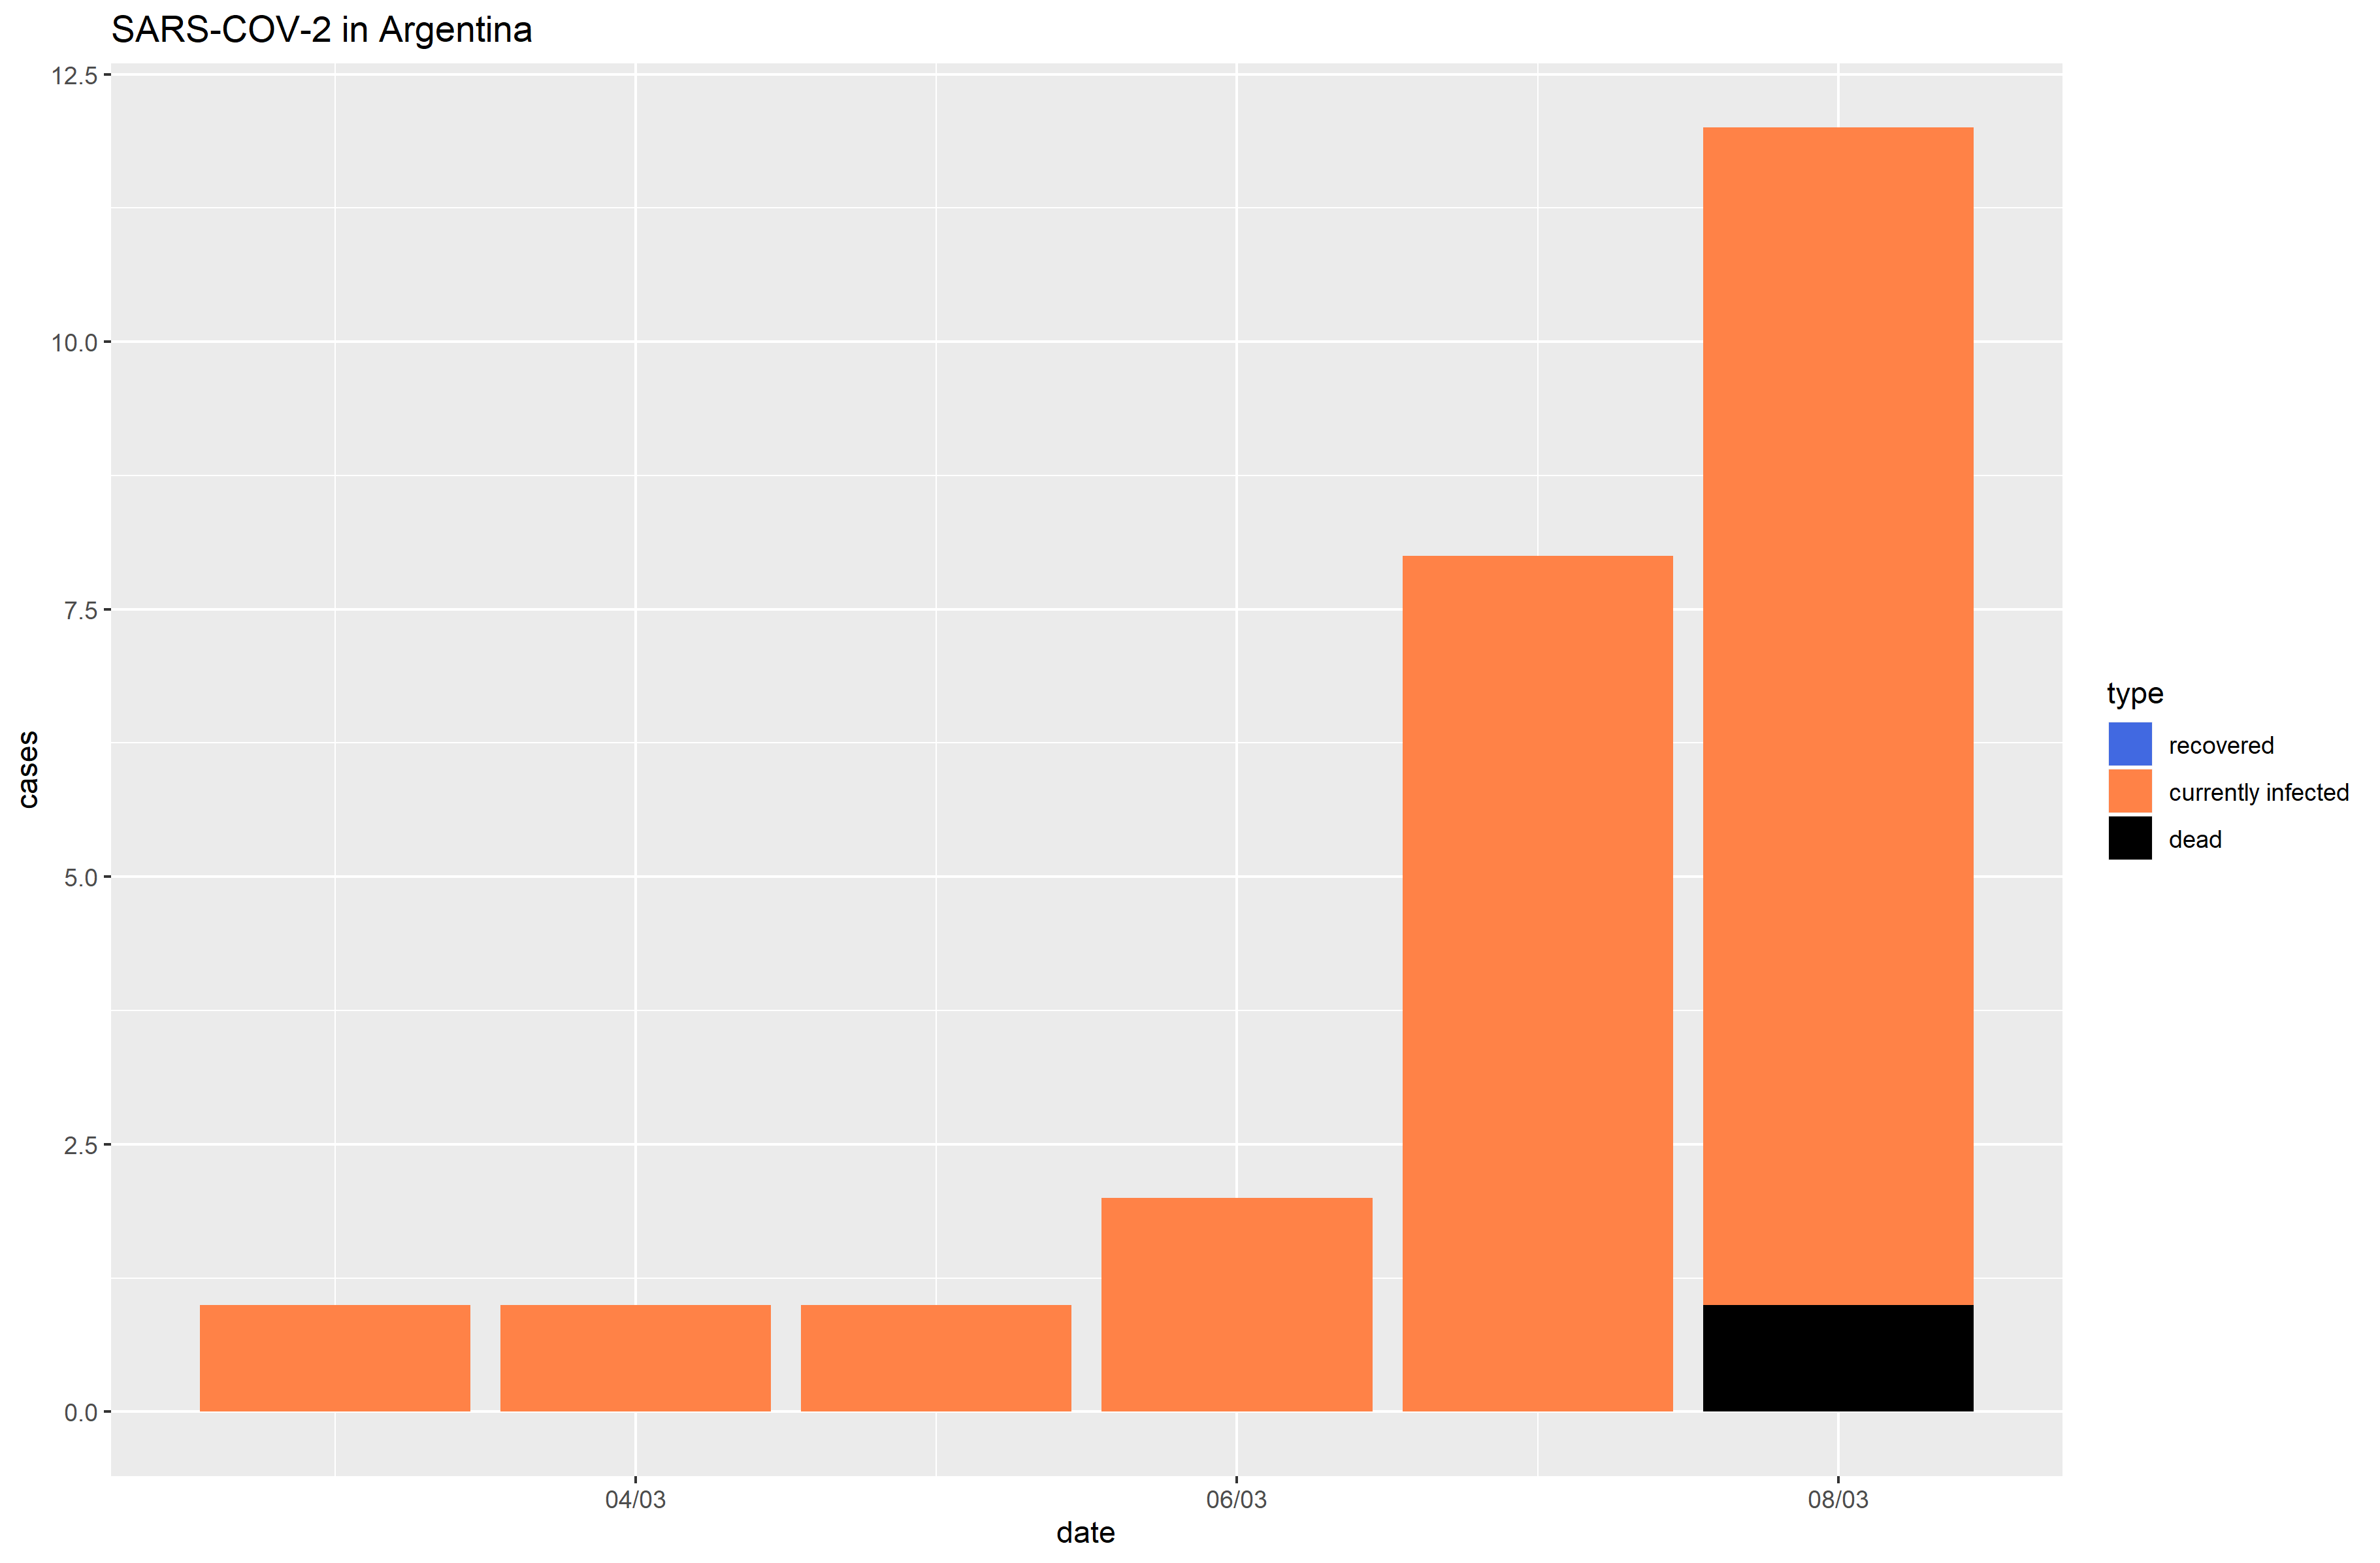 SARS-COV-2 in Argentina
12.5
10.0
7.5
5.0
2.5
0.0
cases
04/03
06/03
08/03
date
type
recovered
currently infected
dead